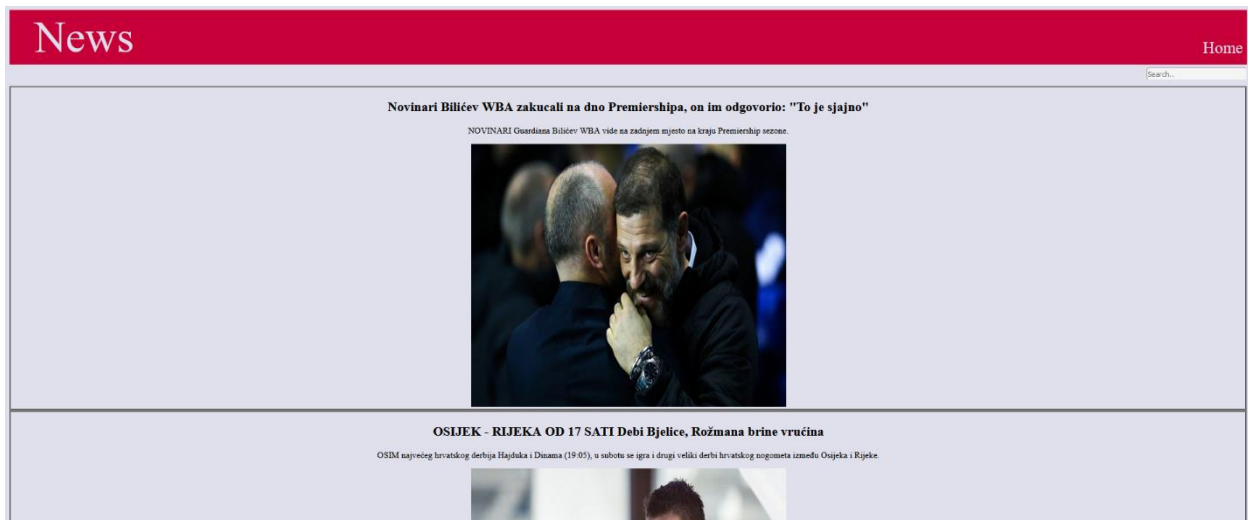 News
Home
Search..
Novinari Bilićev WBA zakucali na dno Premiershipa, on im odgovorio: "To je sjajno"
NOVINARI Guardiana Bilićev WBA vide na zadnjem mjesto na kraju Premiership sezone.
OSIJEK - RIJEKA OD 17 SATI Debi Bjelice, Rožmana brine vrućina
OSIM najvećeg hrvatskog derbija Hajduka i Dinama (19:05), u subotu se igra i drugi veliki derbi hrvatskog nogometa između Osijeka i Rijeke.